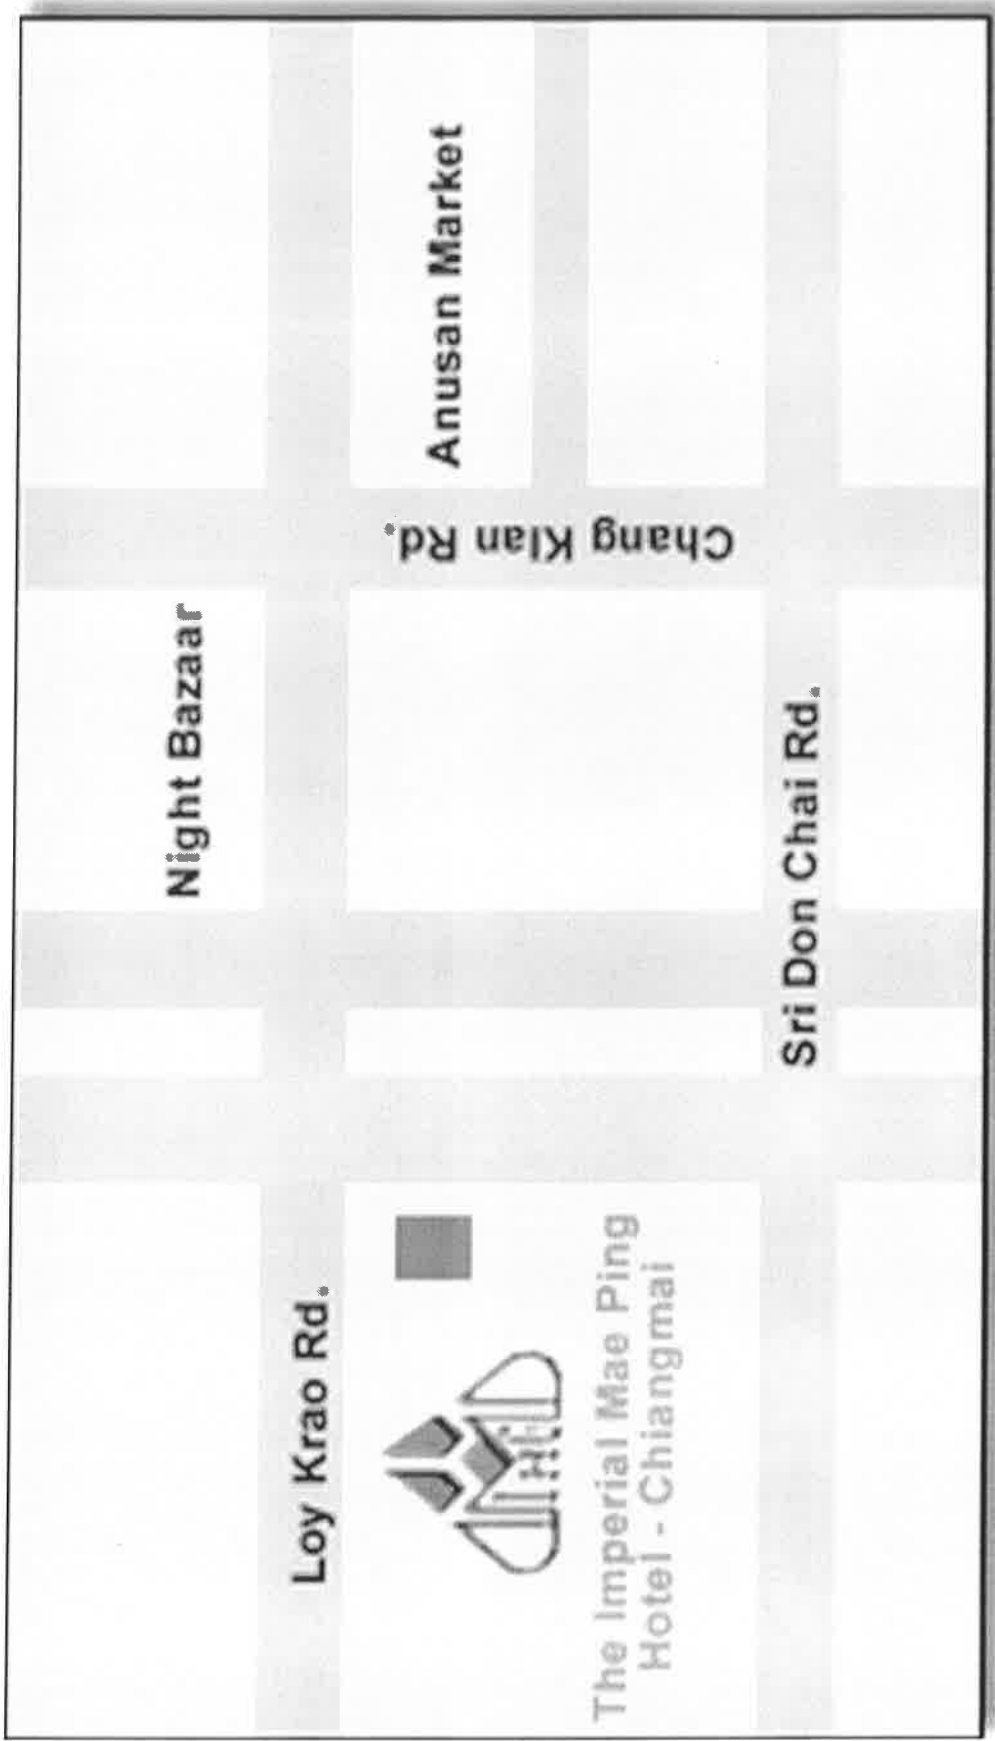 Night Bazaar
Loy Krao Rd.
Anusan Market
Chang Klan Rd.
The Imperial Mae Ping
Hotel - Chiangmai
Sri Don Chai Rd.